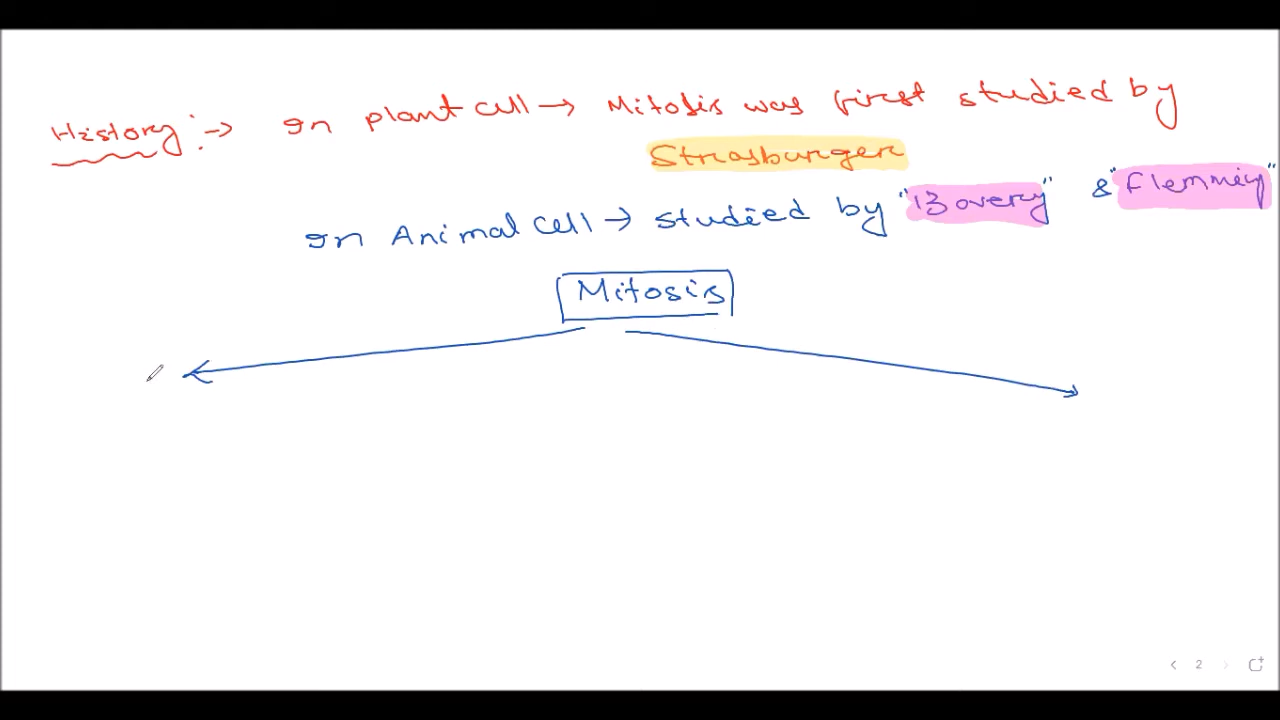 History :→ In plant cell → Mitosis was first studied by
Strasburger
In Animal cell → studied by "Bovery" & "Flemming"
Mitosis
2